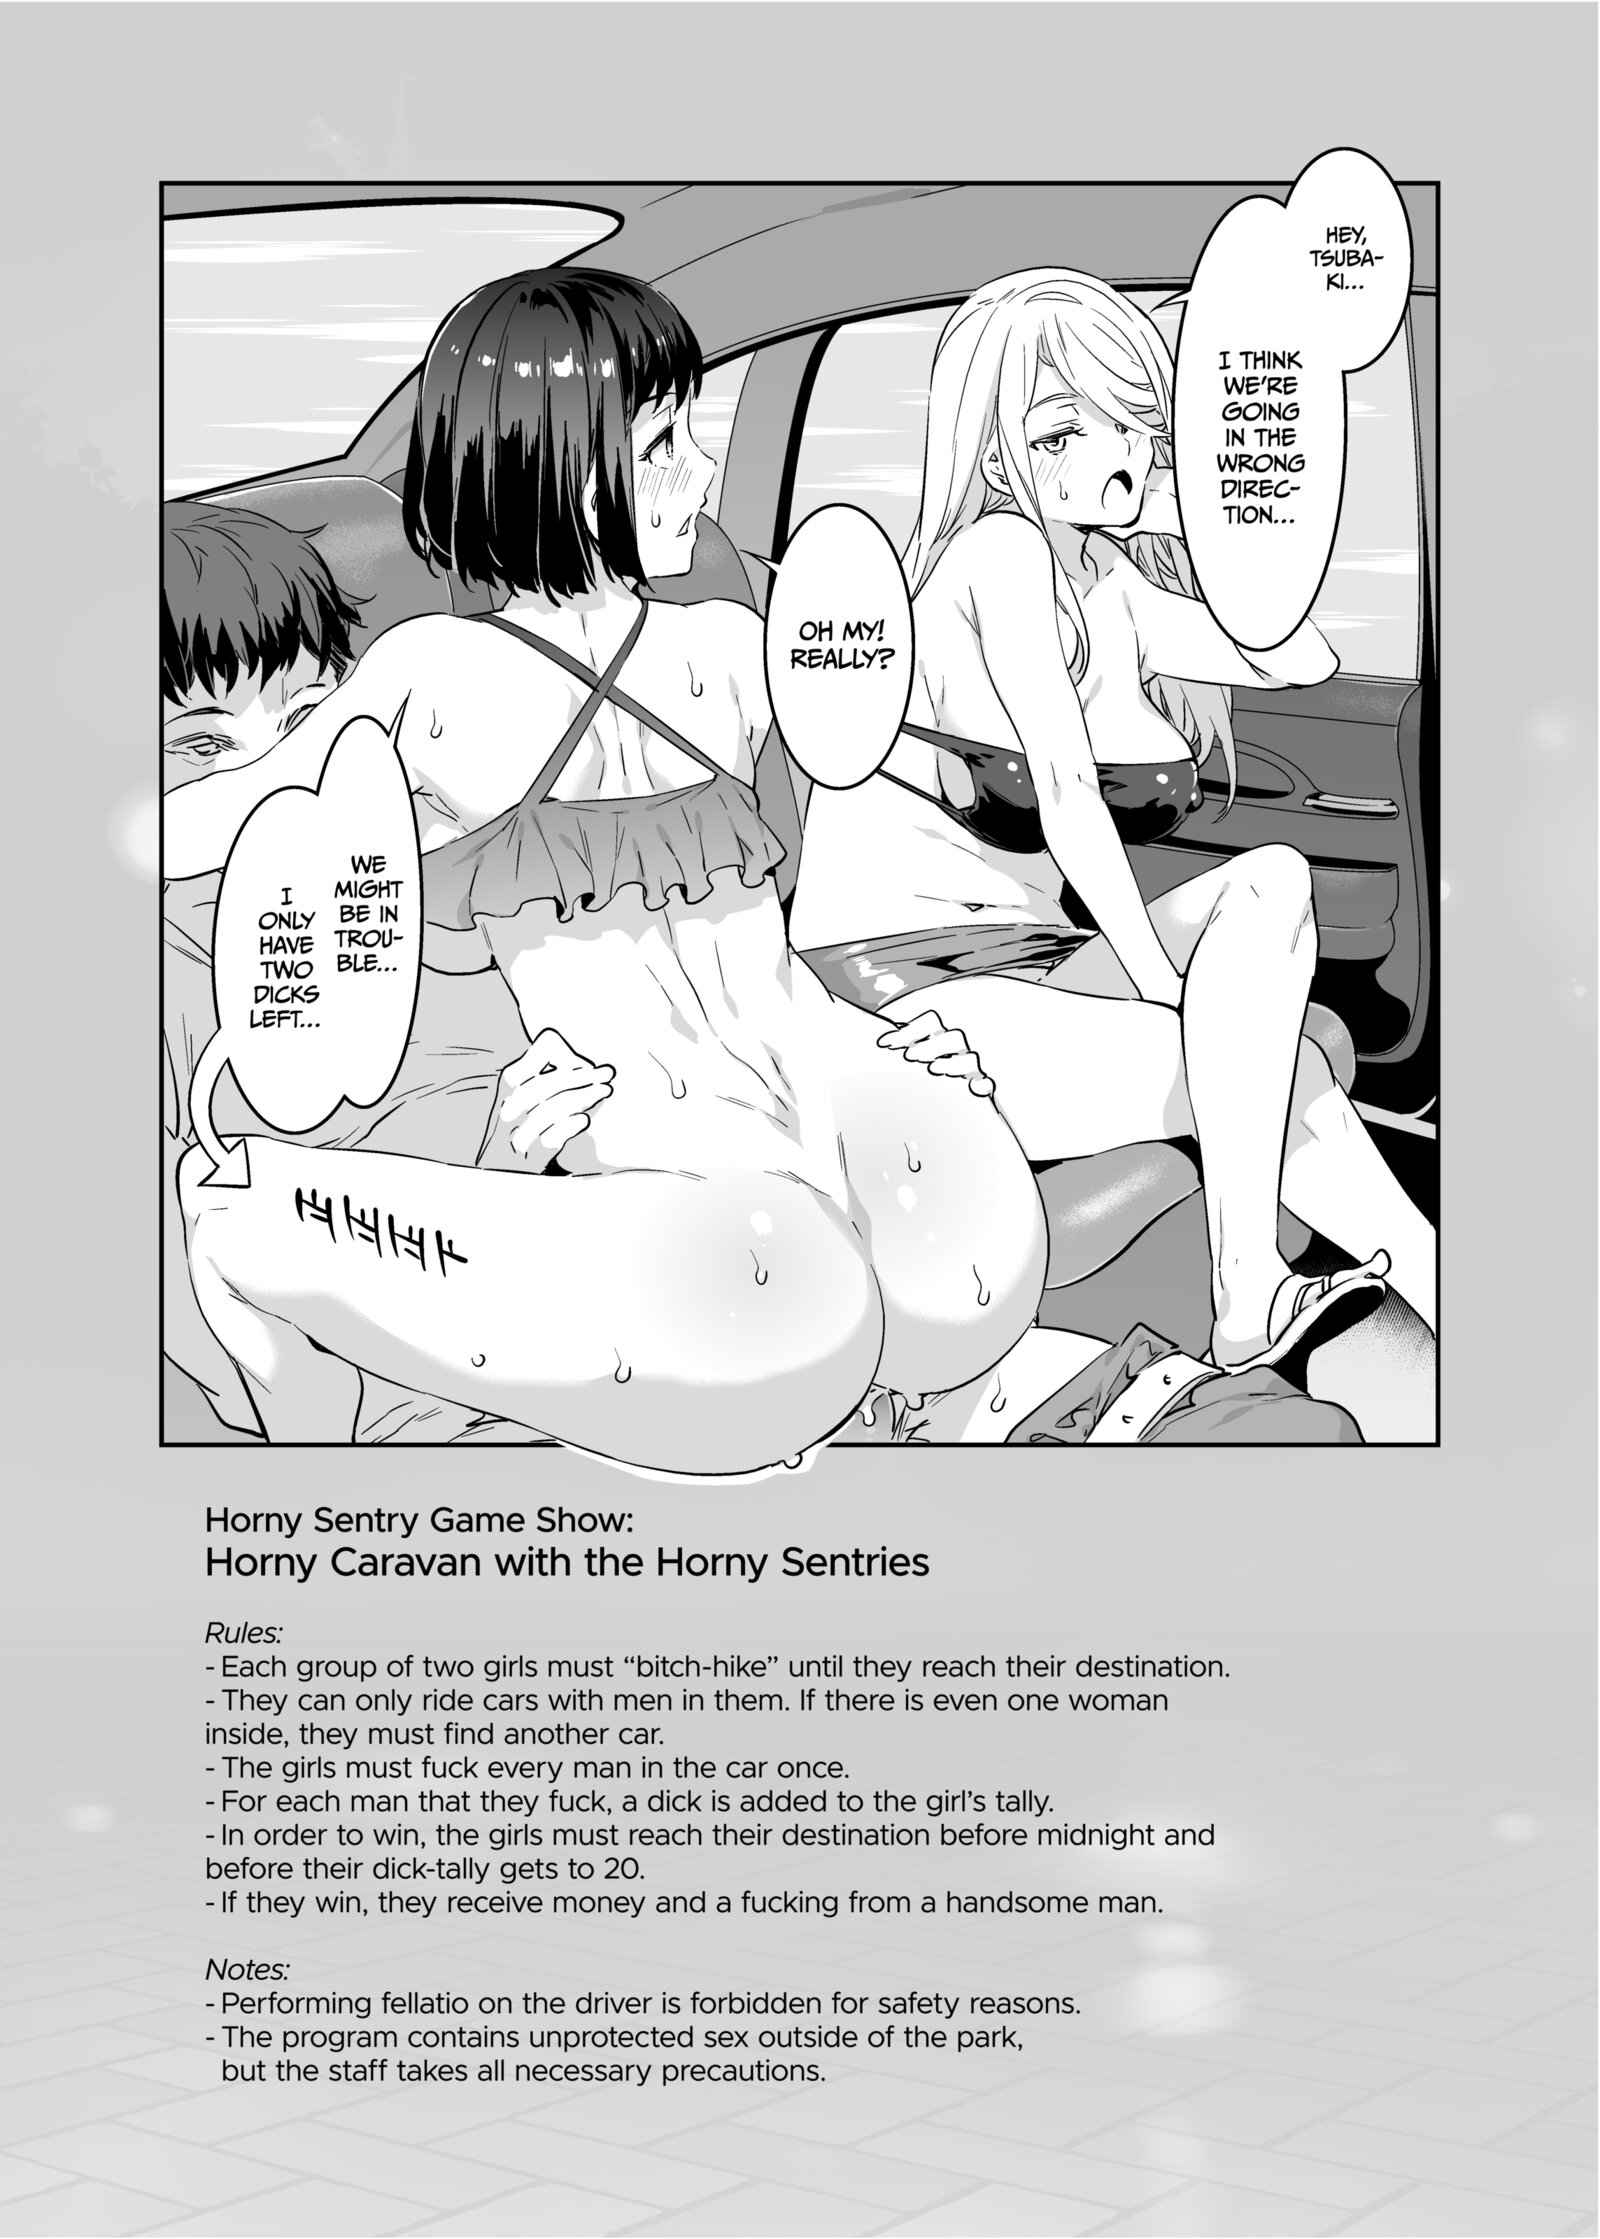 HEY,
TSUBA-
KI...
I THINK
WE'RE
GOING
IN THE
WRONG
DIREC-
TION...
OH MY!
REALLY?
WE
MIGHT
BE IN
TROU-
BLE...
I
ONLY
HAVE
TWO
DICKS
LEFT...
Horny Sentry Game Show:
Horny Caravan with the Horny Sentries
Rules:
- Each group of two girls must “bitch-hike” until they reach their destination.
- They can only ride cars with men in them. If there is even one woman
inside, they must find another car.
- The girls must fuck every man in the car once.
- For each man that they fuck, a dick is added to the girl’s tally.
- In order to win, the girls must reach their destination before midnight and
before their dick-tally gets to 20.
- If they win, they receive money and a fucking from a handsome man.
Notes:
- Performing fellatio on the driver is forbidden for safety reasons.
- The program contains unprotected sex outside of the park,
but the staff takes all necessary precautions.